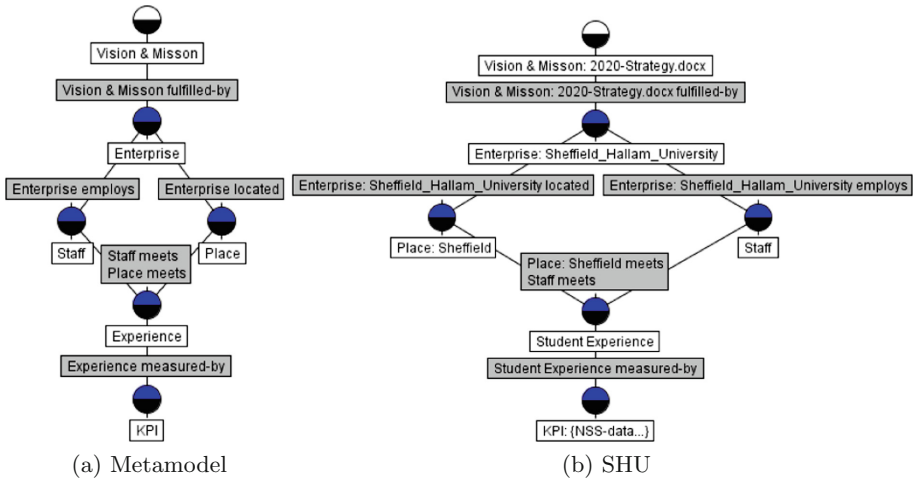 Vision & Misson
Vision & Misson fulfilled-by
Enterprise
Enterprise employs
Enterprise located
Staff
Staff meets
Place meets
Place
Experience
Experience measured-by
KPI
(a) Metamodel
Vision & Misson: 2020-Strategy.docx
Vision & Misson: 2020-Strategy.docx fulfilled-by
Enterprise: Sheffield_Hallam_University
Enterprise: Sheffield_Hallam_University located
Enterprise: Sheffield_Hallam_University employs
Place: Sheffield
Staff
Place: Sheffield meets
Staff meets
Student Experience
Student Experience measured-by
KPI: {NSS-data...}
(b) SHU